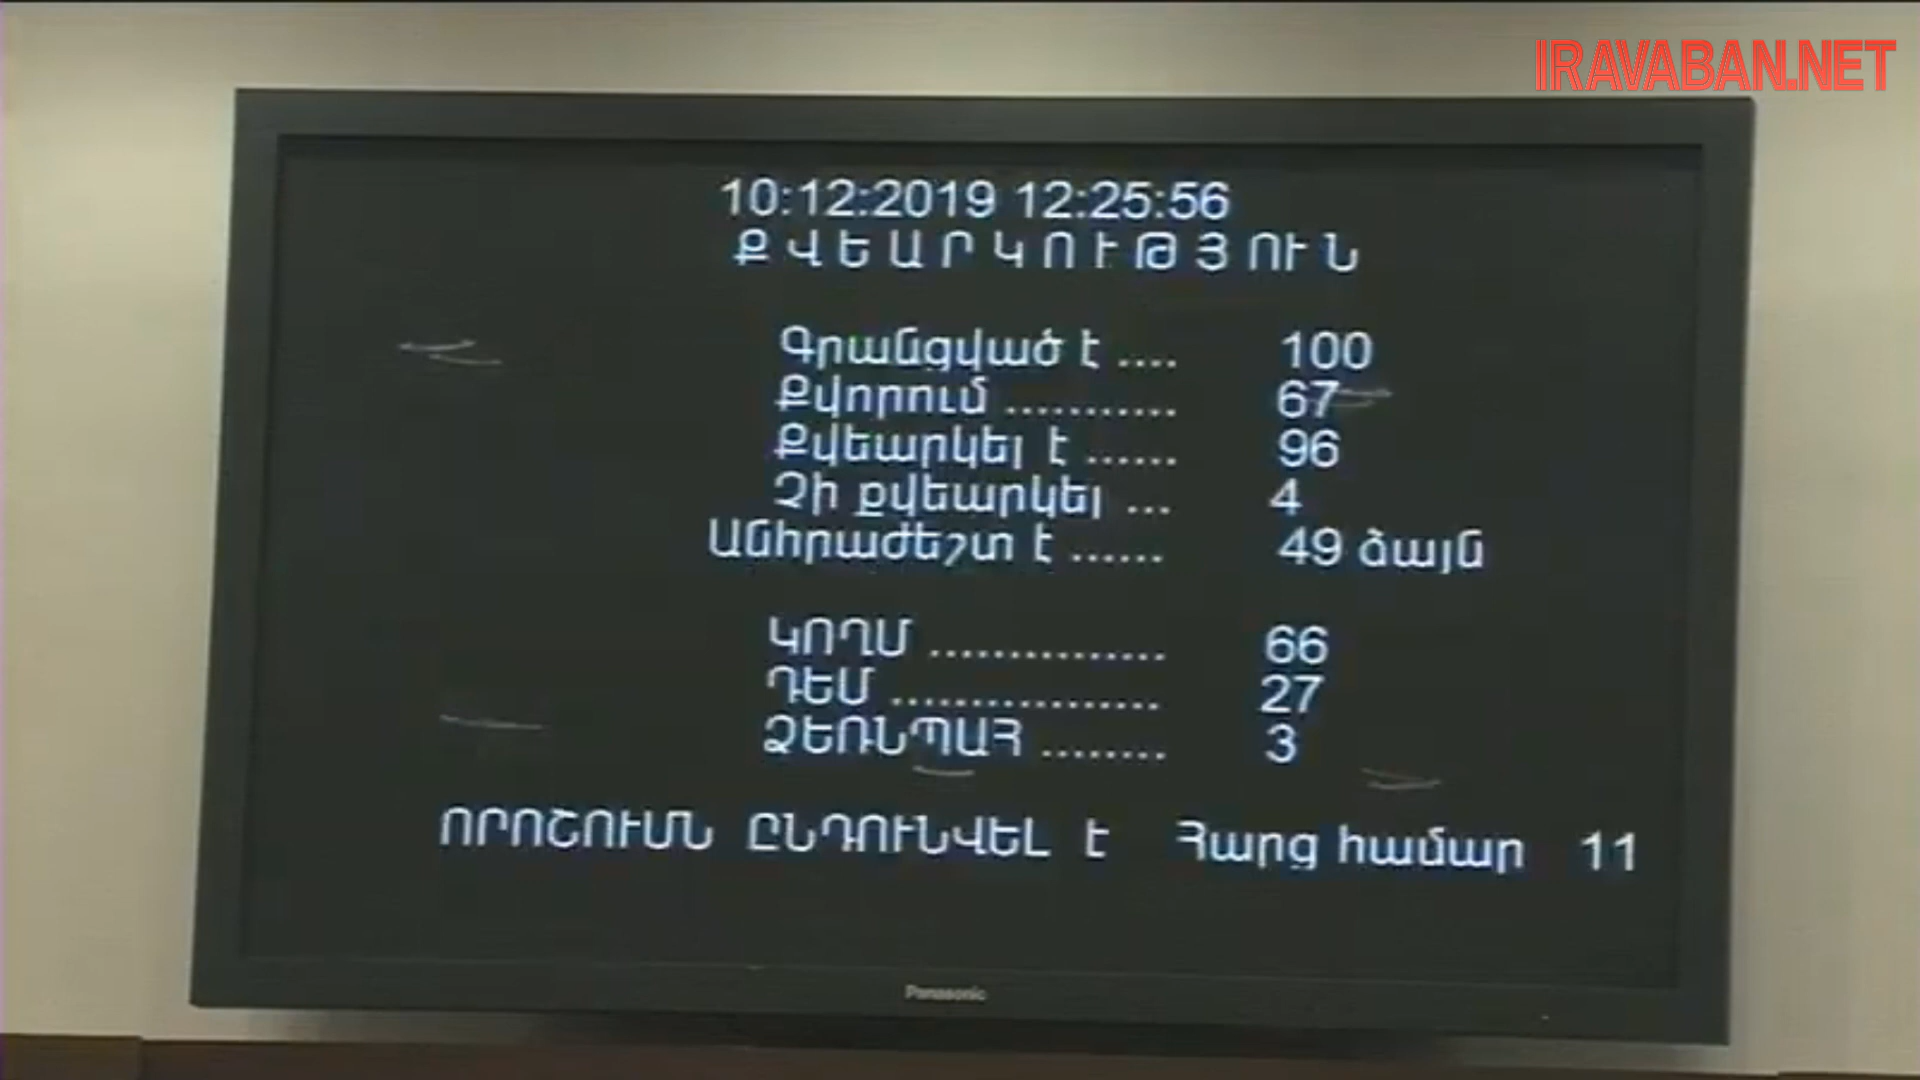 IRAVABAN.NET
10:12:2019 12:25:56
Ք Վ Ե Ա Ր Կ Ո Ւ Թ Յ ՈՒ Ն
Գրանցված է .... 100
Քվորում ........... 67
Քվեարկել է ...... 96
Չի քվեարկել ... 4
Անհրաժեշտ է ...... 49 ձայն
ԿՈՂՄ ............... 66
ԴԵՄ ................. 27
ՁԵՌՆՊԱՀ ........ 3
ՈՐՈՇՈՒՄՆ ԸՆԴՈՒՆՎԵԼ է Հարց համար 11
Panasonic